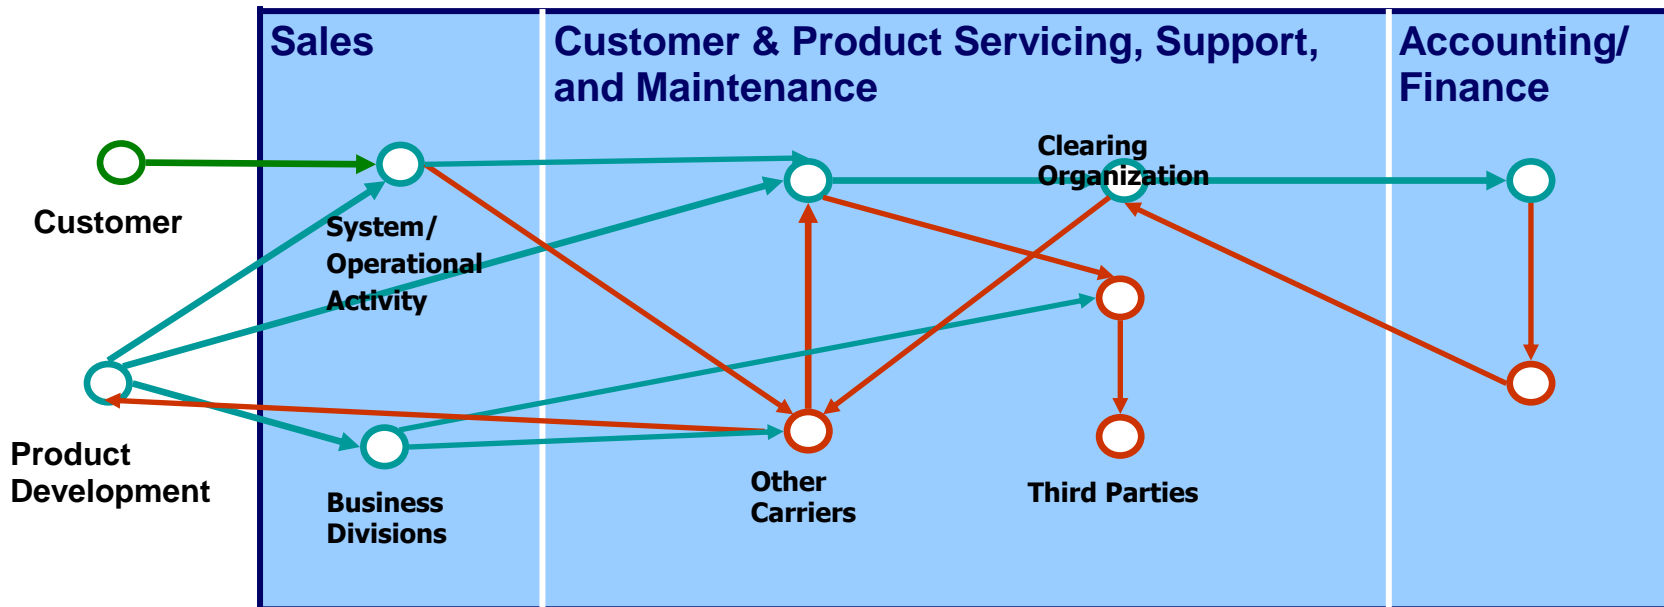 Sales
Customer & Product Servicing, Support,
and Maintenance
Accounting/
Finance
Clearing
Organization
Customer
System/
Operational
Activity
Product
Development
Business
Divisions
Other
Carriers
Third Parties